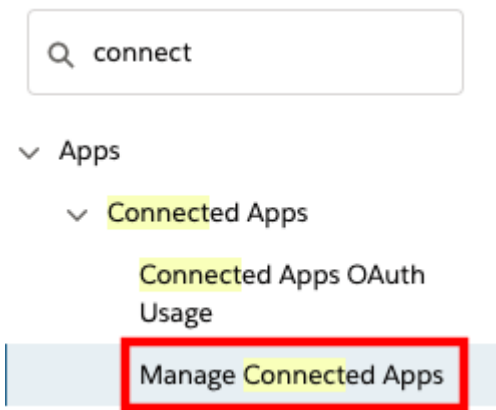 connect
Apps
Connected Apps
Connected Apps OAuth
Usage
Manage Connected Apps